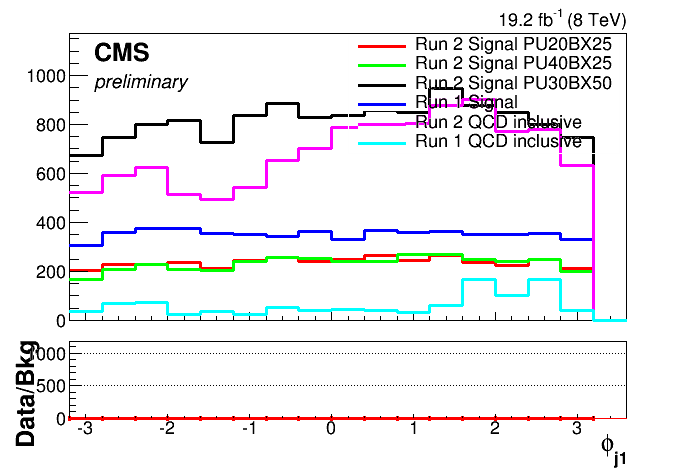 19.2 fb-1 (8 TeV)
CMS
preliminary
Run 2 Signal PU20BX25
Run 2 Signal PU40BX25
Run 2 Signal PU30BX50
Run 1 Signal
Run 2 QCD inclusive
Run 1 QCD inclusive
1000
800
600
400
200
0
Data/Bkg
1000
500
0
-3 -2 -1 0 1 2 3
ϕj1